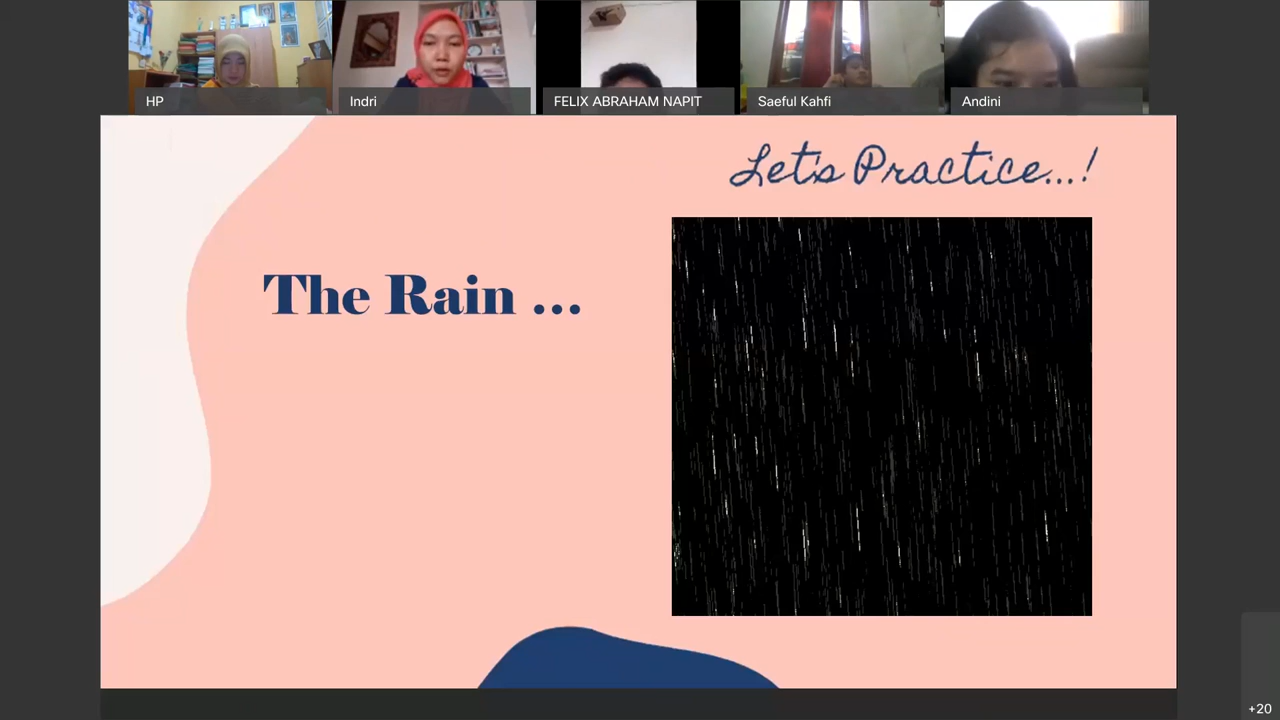 HP
Indri
FELIX ABRAHAM NAPIT
Saeful Kahfi
Andini
Let's Practice...!
The Rain ...
+20